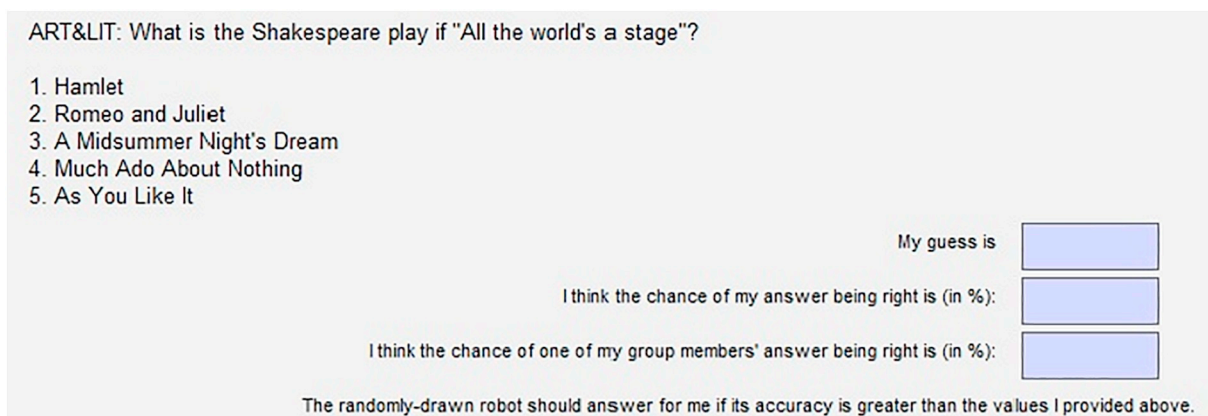 ART&LIT: What is the Shakespeare play if "All the world's a stage"?
1. Hamlet
2. Romeo and Juliet
3. A Midsummer Night's Dream
4. Much Ado About Nothing
5. As You Like It
My guess is
I think the chance of my answer being right is (in %):
I think the chance of one of my group members' answer being right is (in %):
The randomly-drawn robot should answer for me if its accuracy is greater than the values I provided above.